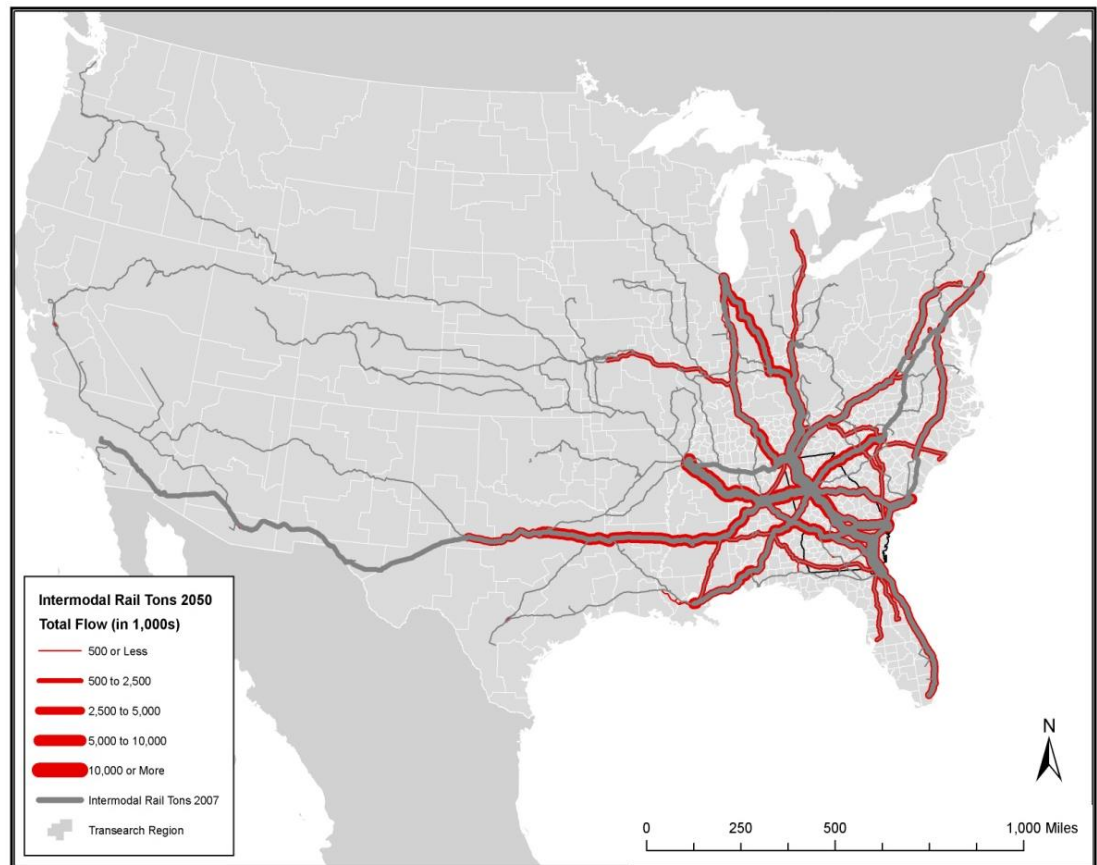 Intermodal Rail Tons 2050
Total Flow (in 1,000s)
500 or Less
500 to 2,500
2,500 to 5,000
5,000 to 10,000
10,000 or More
Intermodal Rail Tons 2007
Transearch Region
N
0 250 500 1,000 Miles